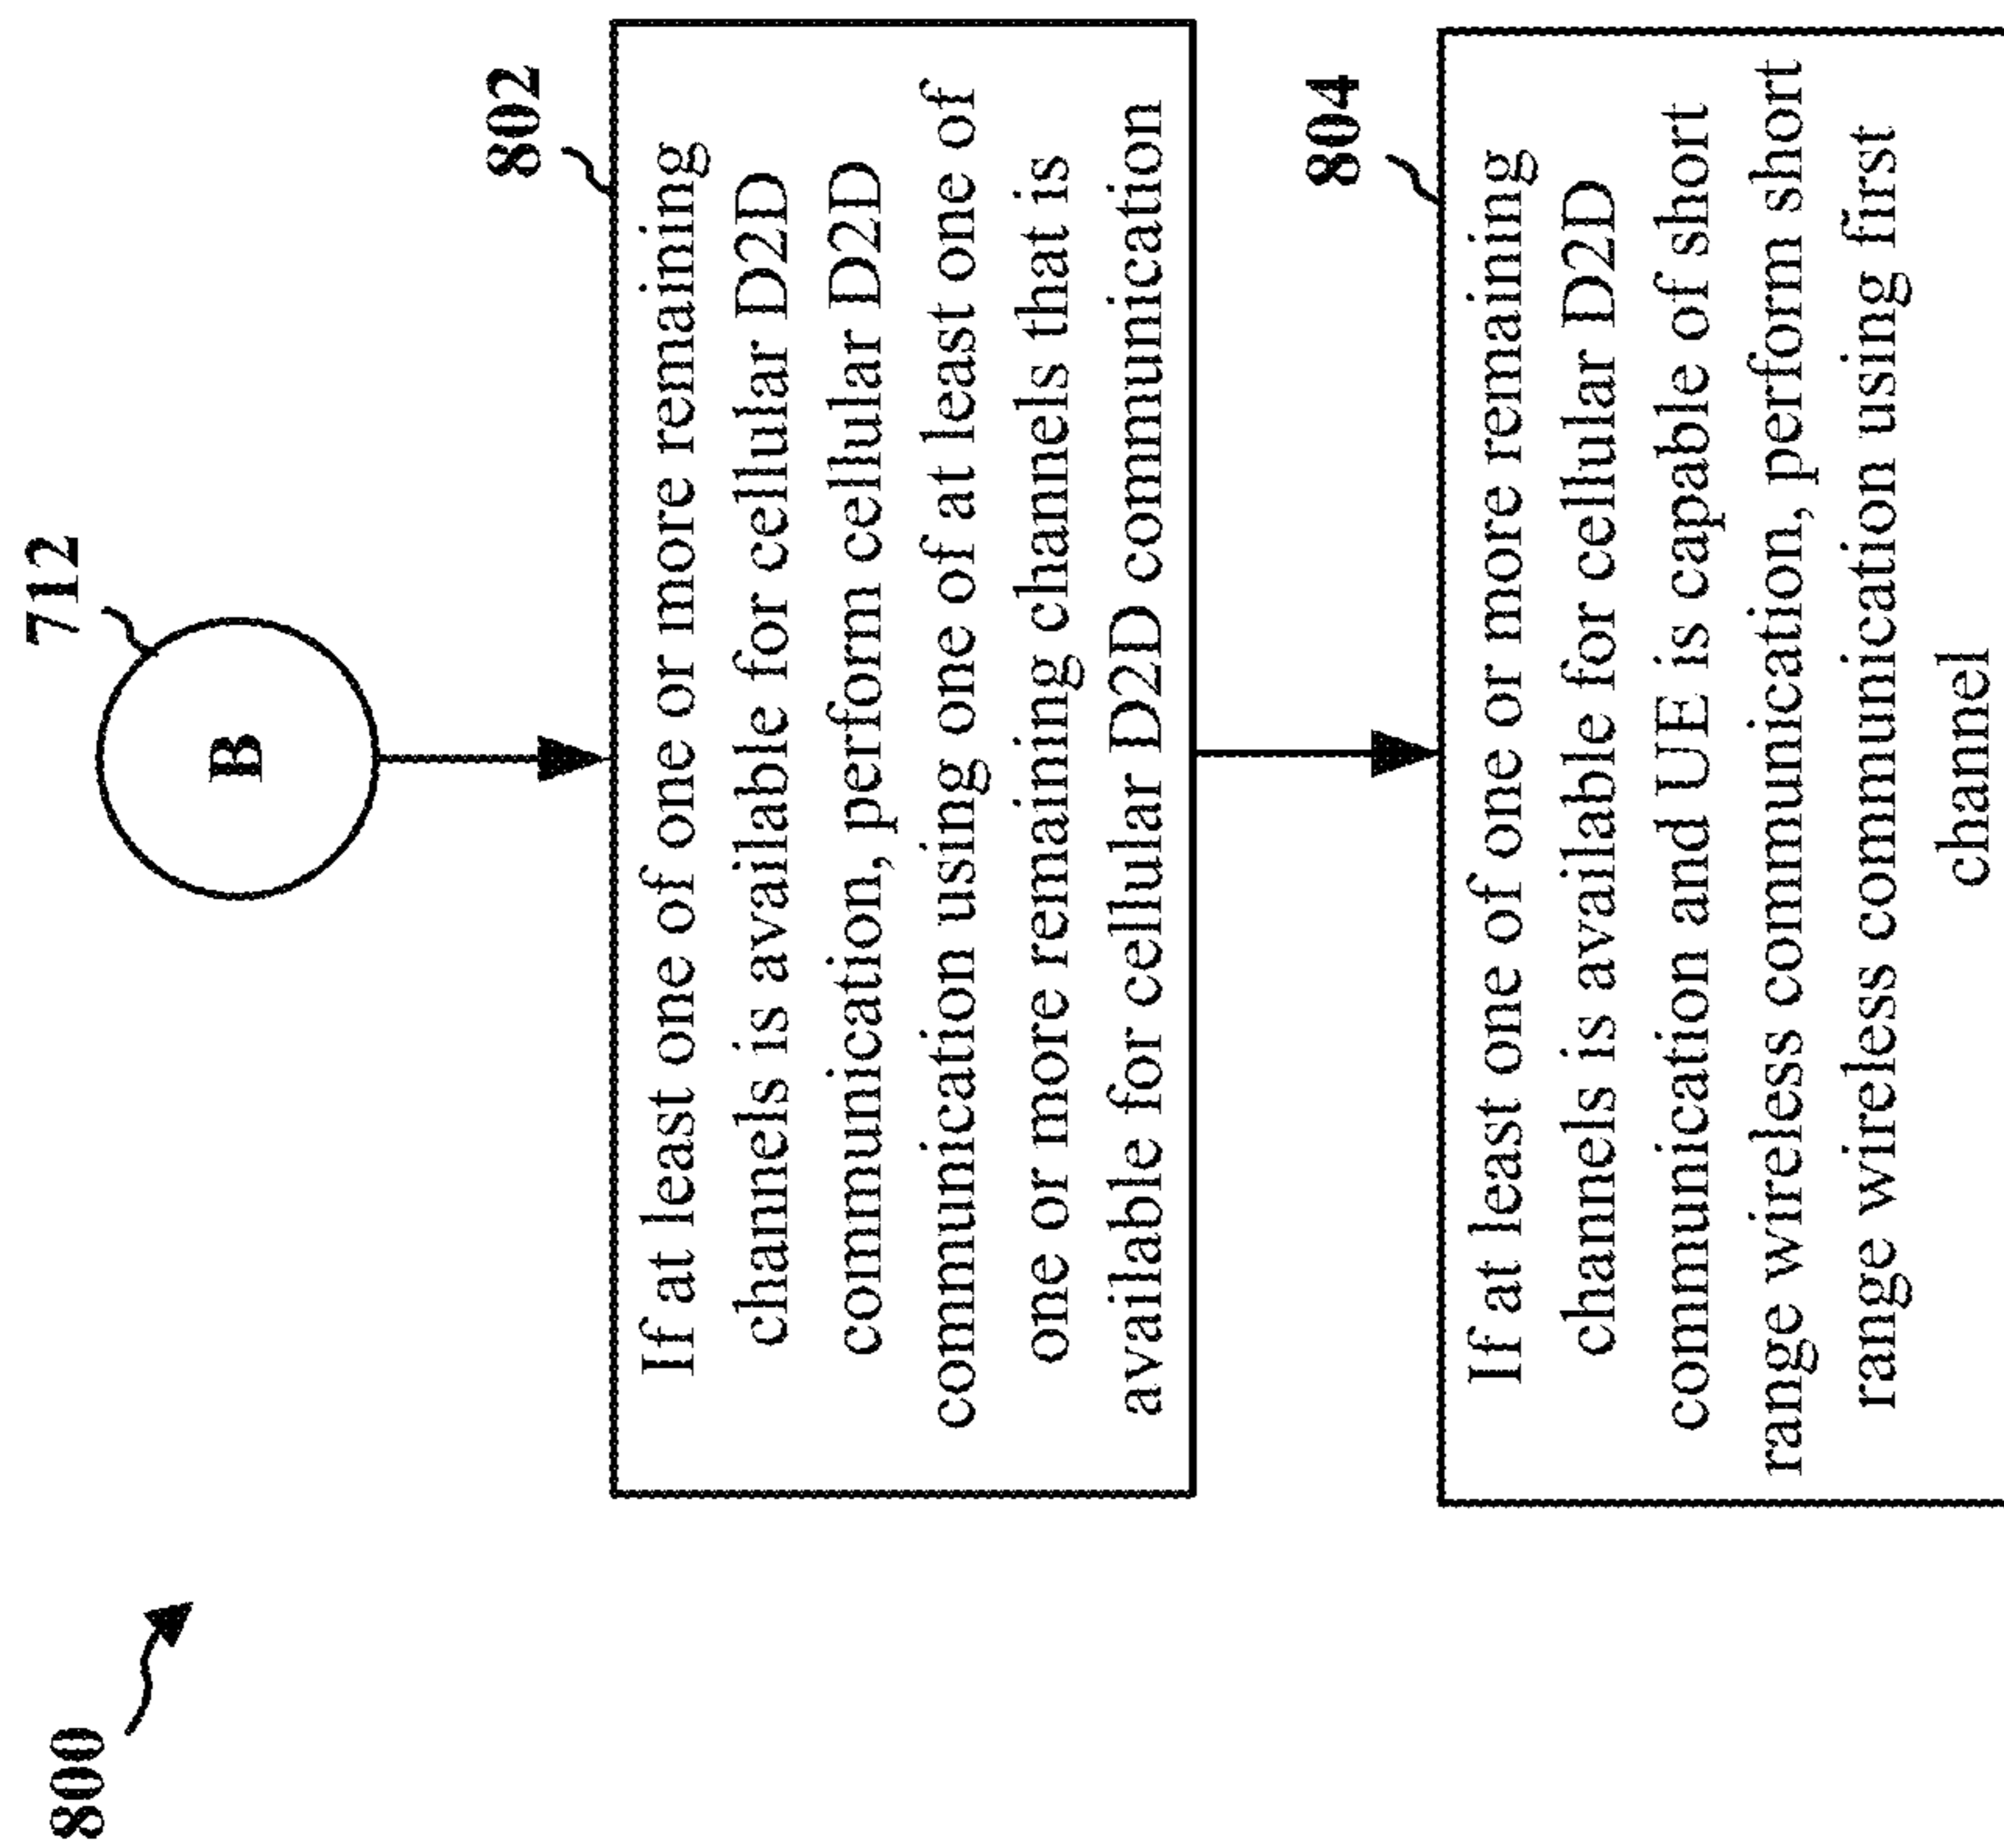 800
712
B
802
If at least one of one or more remaining
channels is available for cellular D2D
communication, perform cellular D2D
communication using one of at least one of
one or more remaining channels that is
available for cellular D2D communication
804
If at least one of one or more remaining
channels is available for cellular D2D
communication and UE is capable of short
range wireless communication, perform short
range wireless communication using first
channel